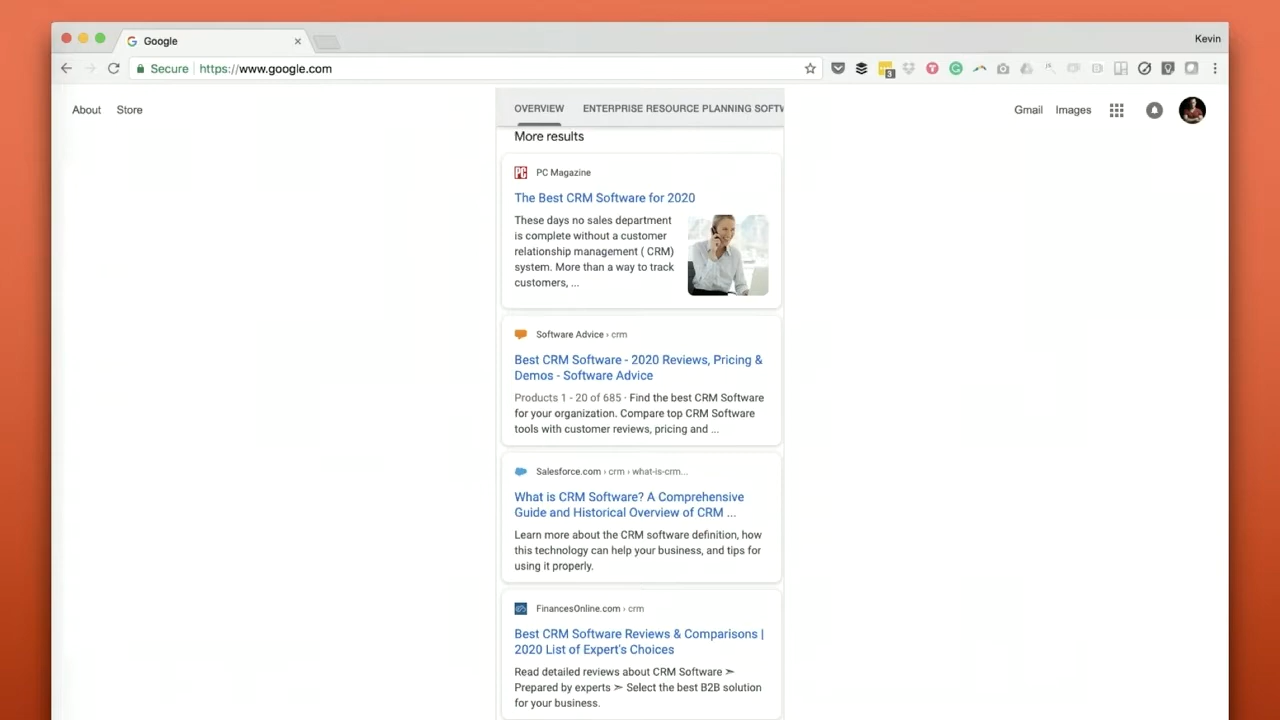 Google
Kevin
Secure
https://www.google.com
3
About
Store
Gmail
Images
OVERVIEW
ENTERPRISE RESOURCE PLANNING SOFTW
More results
PC Magazine
The Best CRM Software for 2020
These days no sales department
is complete without a customer
relationship management ( CRM)
system. More than a way to track
customers, ...
Software Advice › crm
Best CRM Software - 2020 Reviews, Pricing &
Demos - Software Advice
Products 1 - 20 of 685 · Find the best CRM Software
for your organization. Compare top CRM Software
tools with customer reviews, pricing and ...
Salesforce.com › crm › what-is-crm...
What is CRM Software? A Comprehensive
Guide and Historical Overview of CRM ...
Learn more about the CRM software definition, how
this technology can help your business, and tips for
using it properly.
FinancesOnline.com › crm
Best CRM Software Reviews & Comparisons |
2020 List of Expert's Choices
Read detailed reviews about CRM Software ➣
Prepared by experts ➣ Select the best B2B solution
for your business.